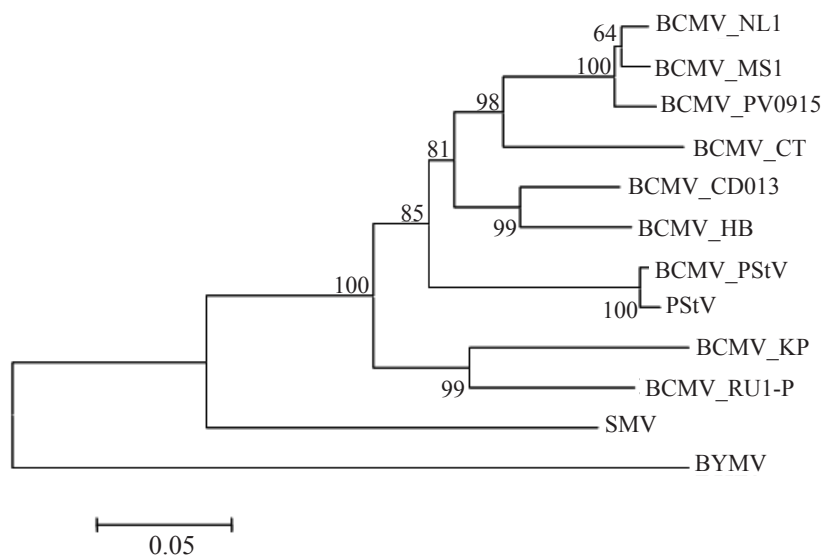 BCMV_NL1
64
BCMV_MS1
100
BCMV_PV0915
98
BCMV_CT
81
BCMV_CD013
85
99
BCMV_HB
BCMV_PStV
100
100
PStV
BCMV_KP
99
BCMV_RU1-P
SMV
BYMV
0.05